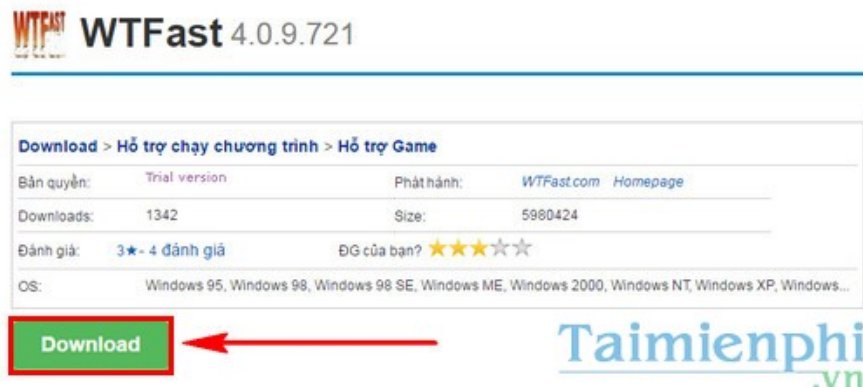 WTFast WTFast 4.0.9.721
Download > Hỗ trợ chạy chương trình > Hỗ trợ Game
Bản quyền: Trial version Phát hành: WTFast.com Homepage
Downloads: 1342 Size: 5980424
Đánh giá: 3★- 4 đánh giá ĐG của bạn?
OS: Windows 95, Windows 98, Windows 98 SE, Windows ME, Windows 2000, Windows NT, Windows XP, Windows...
Download
Taimienphi
.vn